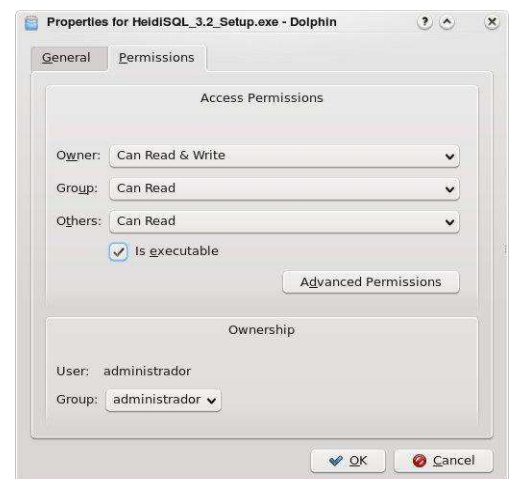 Properties for HeidiSQL_3.2_Setup.exe - Dolphin
General Permissions
Access Permissions
Owner: Can Read & Write
Group: Can Read
Others: Can Read
Is executable
Advanced Permissions
Ownership
User: administrador
Group: administrador
OK Cancel